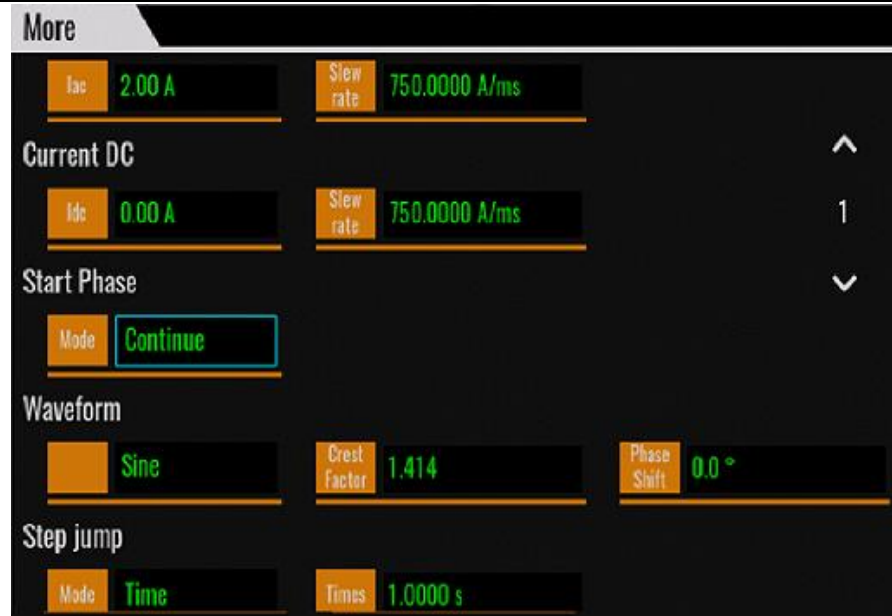 More
Iac 2.00 A Slew rate 750.0000 A/ms
Current DC
Idc 0.00 A Slew rate 750.0000 A/ms
1
Start Phase
Mode Continue
Waveform
Sine Crest Factor 1.414 Phase Shift 0.0 °
Step jump
Mode Time Times 1.0000 s